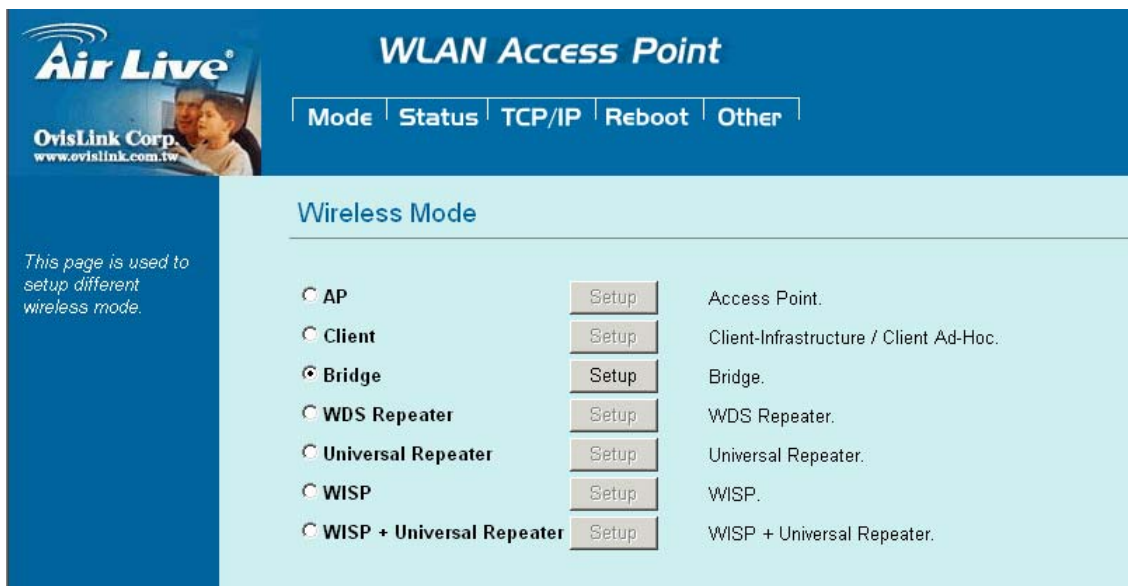 Air Live®
OvisLink Corp.
www.ovislink.com.tw
WLAN Access Point
Mode Status TCP/IP Reboot Other
This page is used to
setup different
wireless mode.
Wireless Mode
AP Setup Access Point.
Client Setup Client-Infrastructure / Client Ad-Hoc.
Bridge Setup Bridge.
WDS Repeater Setup WDS Repeater.
Universal Repeater Setup Universal Repeater.
WISP Setup WISP.
WISP + Universal Repeater Setup WISP + Universal Repeater.